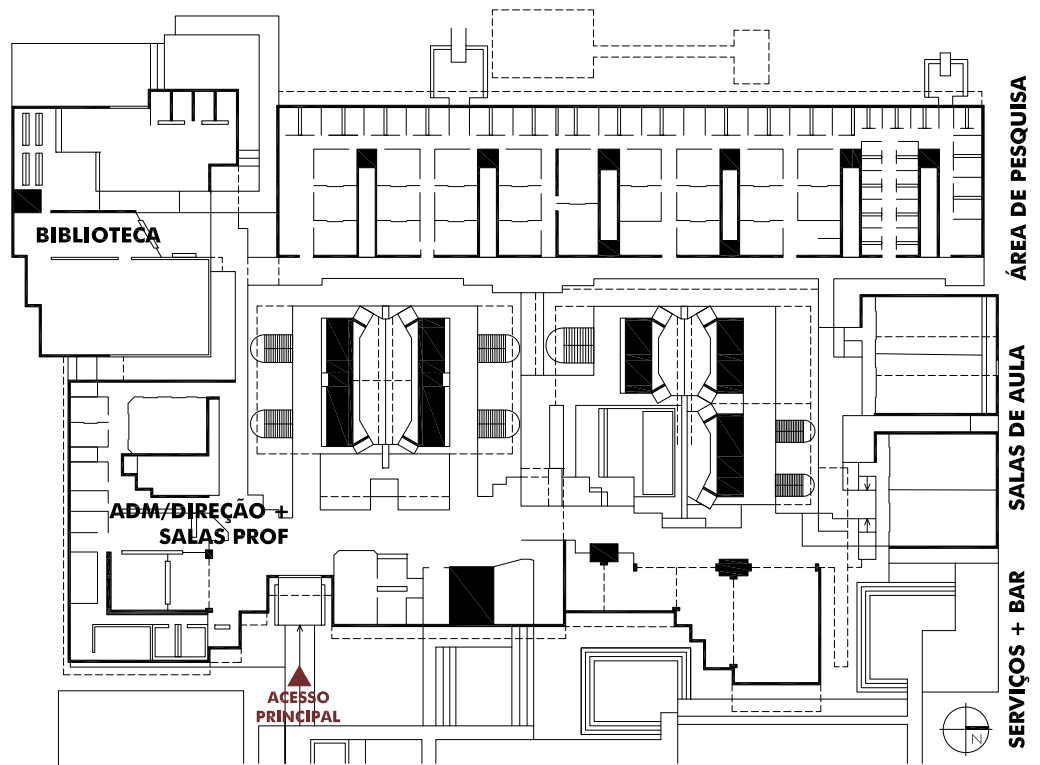 BIBLIOTECA
ADM/DIREÇÃO +
SALAS PROF
ACESSO
PRINCIPAL
ÁREA DE PESQUISA
SALAS DE AULA
SERVIÇOS + BAR
N